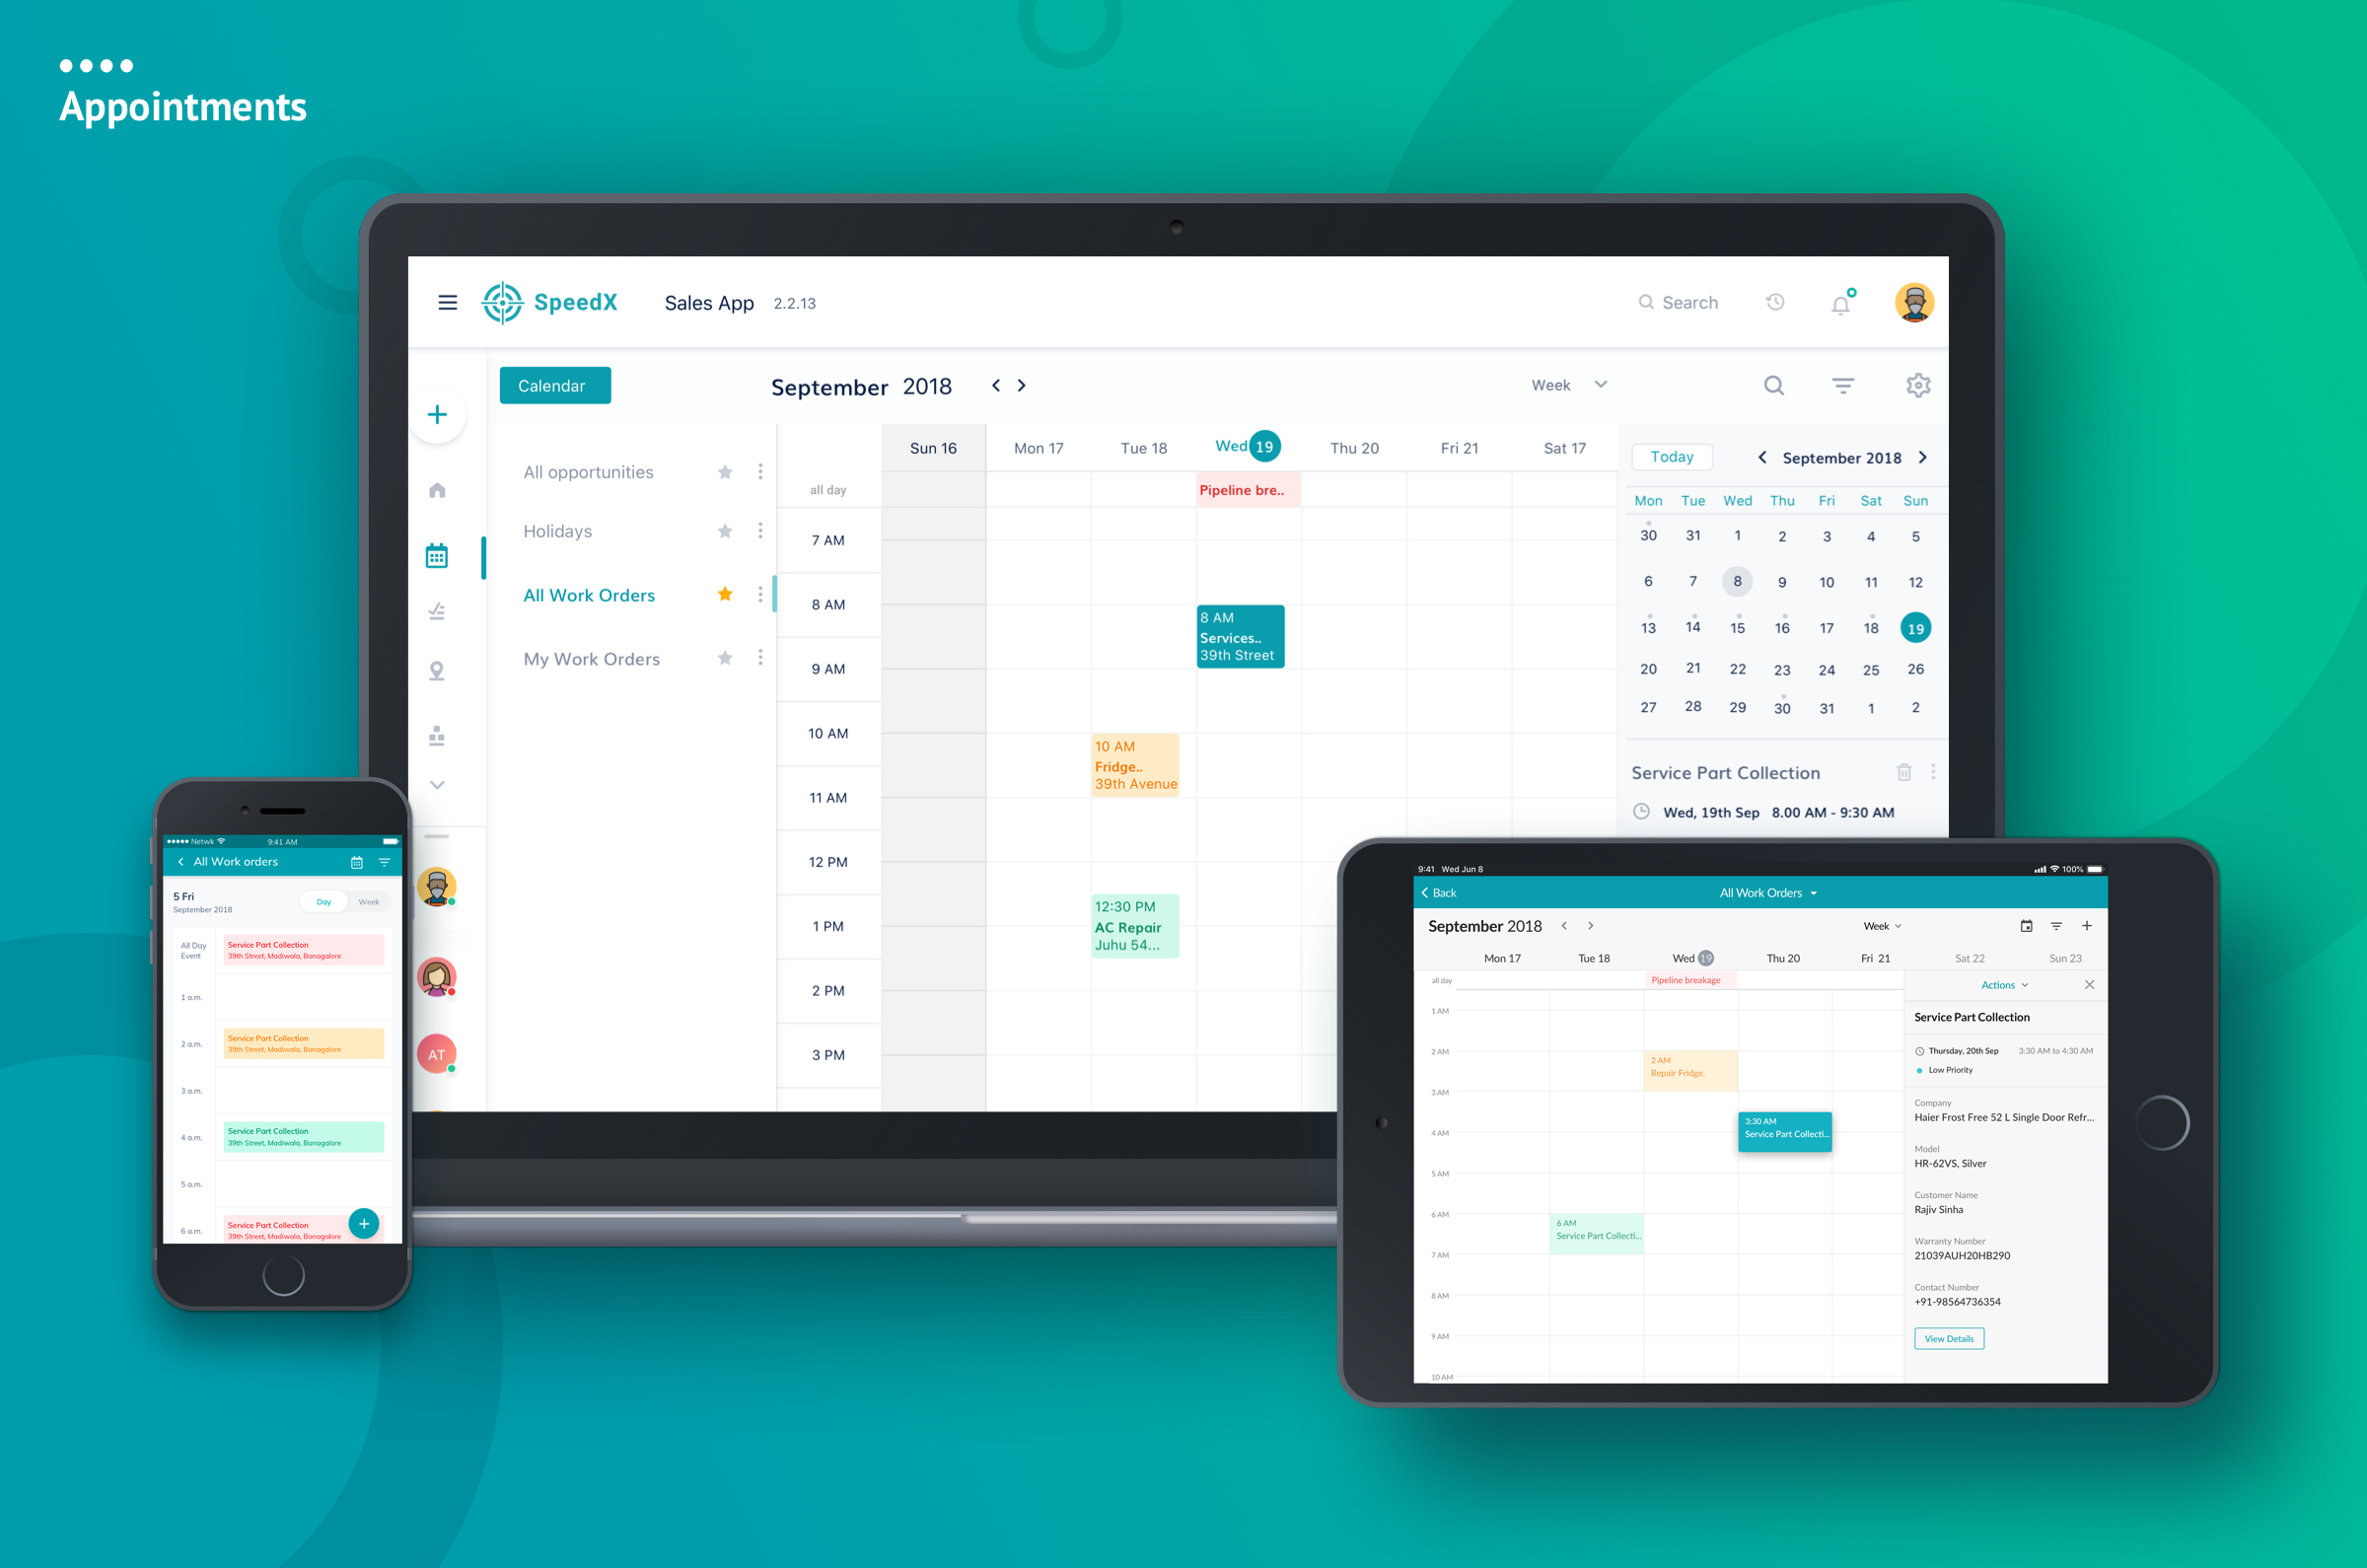 Appointments
SpeedX
Sales App 2.2.13
Search
Calendar
September 2018
Week
All opportunities
Holidays
All Work Orders
My Work Orders
Sun 16 Mon 17 Tue 18 Wed 19 Thu 20 Fri 21 Sat 17
all day
Pipeline bre..
7 AM
8 AM
9 AM
10 AM
11 AM
12 PM
1 PM
2 PM
3 PM
8 AM
Services..
39th Street
10 AM
Fridge..
39th Avenue
12:30 PM
AC Repair
Juhu 54...
Today
September 2018
Mon Tue Wed Thu Fri Sat Sun
30 31 1 2 3 4 5
6 7 8 9 10 11 12
13 14 15 16 17 18 19
20 21 22 23 24 25 26
27 28 29 30 31 1 2
Service Part Collection
Wed, 19th Sep 8.00 AM - 9:30 AM
AT
Netwk 9:41 AM
All Work orders
5 Fri
September 2018
Day Week
All Day
Event
Service Part Collection
39th Street, Madiwala, Banagalore
1 a.m.
2 a.m.
Service Part Collection
39th Street, Madiwala, Banagalore
3 a.m.
4 a.m.
Service Part Collection
39th Street, Madiwala, Banagalore
5 a.m.
6 a.m.
Service Part Collection
39th Street, Madiwala, Banagalore
9:41 Wed Jun 8
100%
Back
All Work Orders
September 2018
Week
Mon 17 Tue 18 Wed 19 Thu 20 Fri 21 Sat 22 Sun 23
all day
Pipeline breakage
1 AM
2 AM
3 AM
4 AM
5 AM
6 AM
7 AM
8 AM
9 AM
10 AM
2 AM
Repair Fridge.
3:30 AM
Service Part Collecti...
6 AM
Service Part Collecti...
Actions
Service Part Collection
Thursday, 20th Sep 3:30 AM to 4:30 AM
Low Priority
Company
Haier Frost Free 52 L Single Door Refr...
Model
HR-62VS, Silver
Customer Name
Rajiv Sinha
Warranty Number
21039AUH20HB290
Contact Number
+91-98564736354
View Details